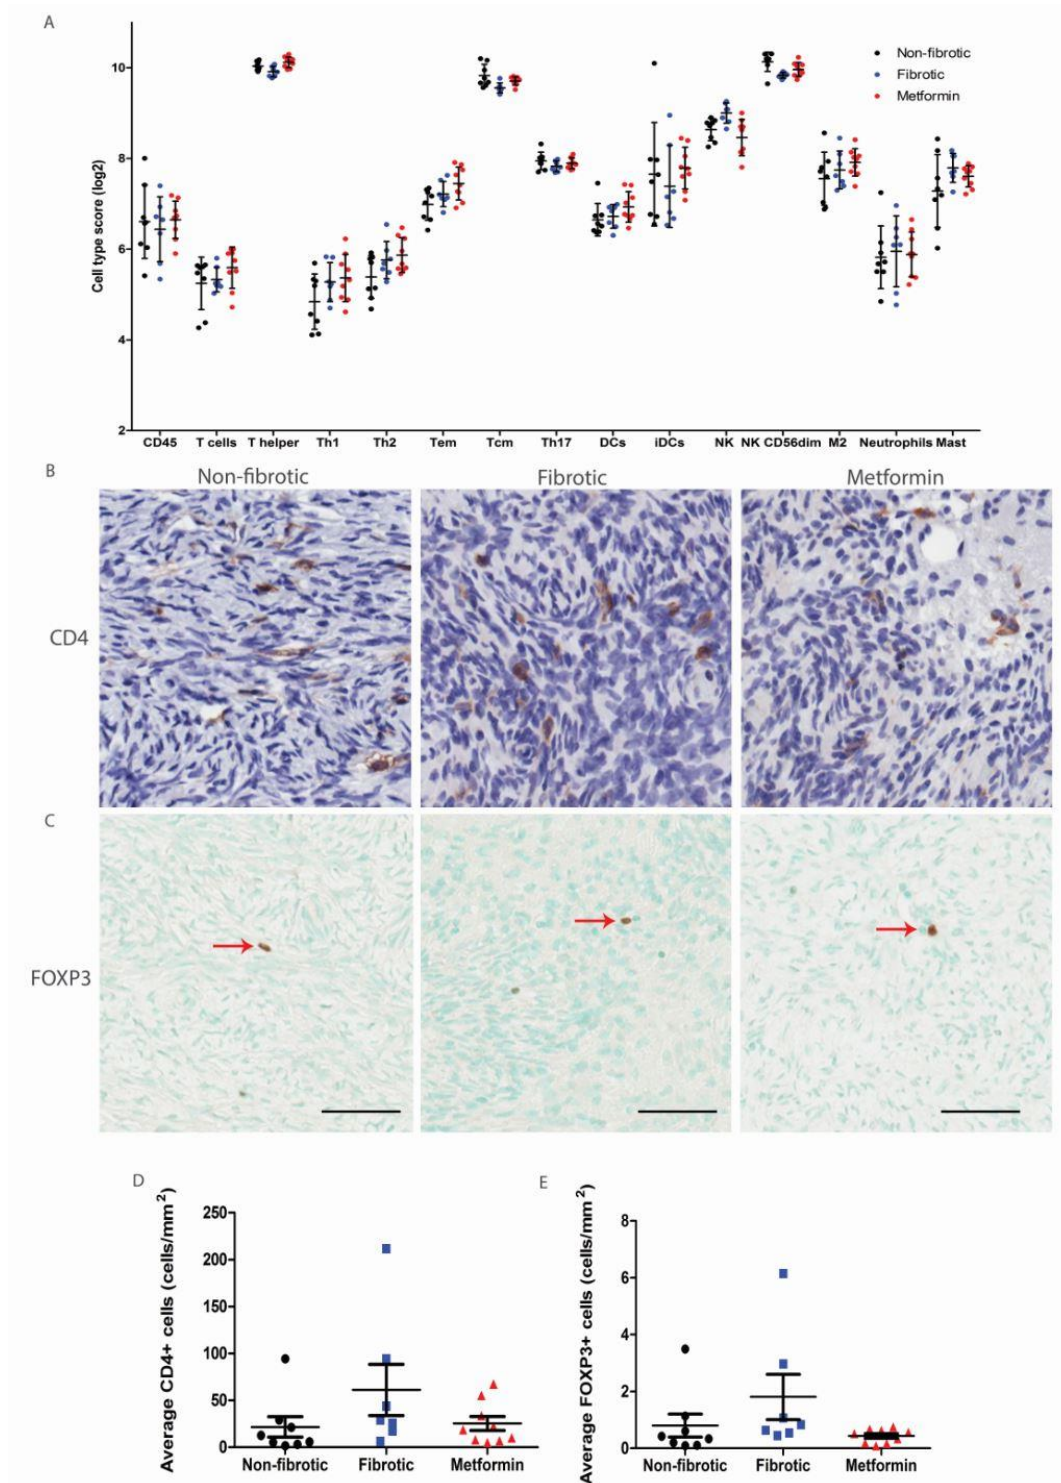 A
Non-fibrotic
Fibrotic
Metformin
Cell type score (log2)
10
8
6
4
2
CD45 T cells T helper Th1 Th2 Tem Tcm Th17 DCs iDCs NK NK CD56dim M2 Neutrophils Mast
B
Non-fibrotic Fibrotic Metformin
CD4
C
FOXP3
D
Average CD4+ cells (cells/mm²)
250
200
150
100
50
0
Non-fibrotic Fibrotic Metformin
E
Average FOXP3+ cells (cells/mm²)
8
6
4
2
0
Non-fibrotic Fibrotic Metformin